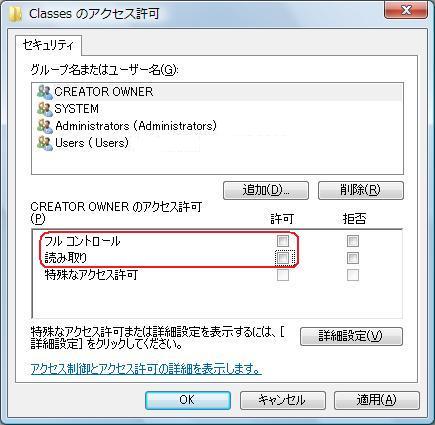 Classes のアクセス許可
セキュリティ
グループ名またはユーザー名(G):
CREATOR OWNER
SYSTEM
Administrators (Administrators)
Users ( Users)
追加(D)...
削除(R)
CREATOR OWNER のアクセス許可
(P)
許可
拒否
フル コントロール
読み取り
特殊なアクセス許可
特殊なアクセス許可または詳細設定を表示するには、[
詳細設定] をクリックしてください。
詳細設定(V)
アクセス制御とアクセス許可の詳細を表示します。
OK
キャンセル
適用(A)